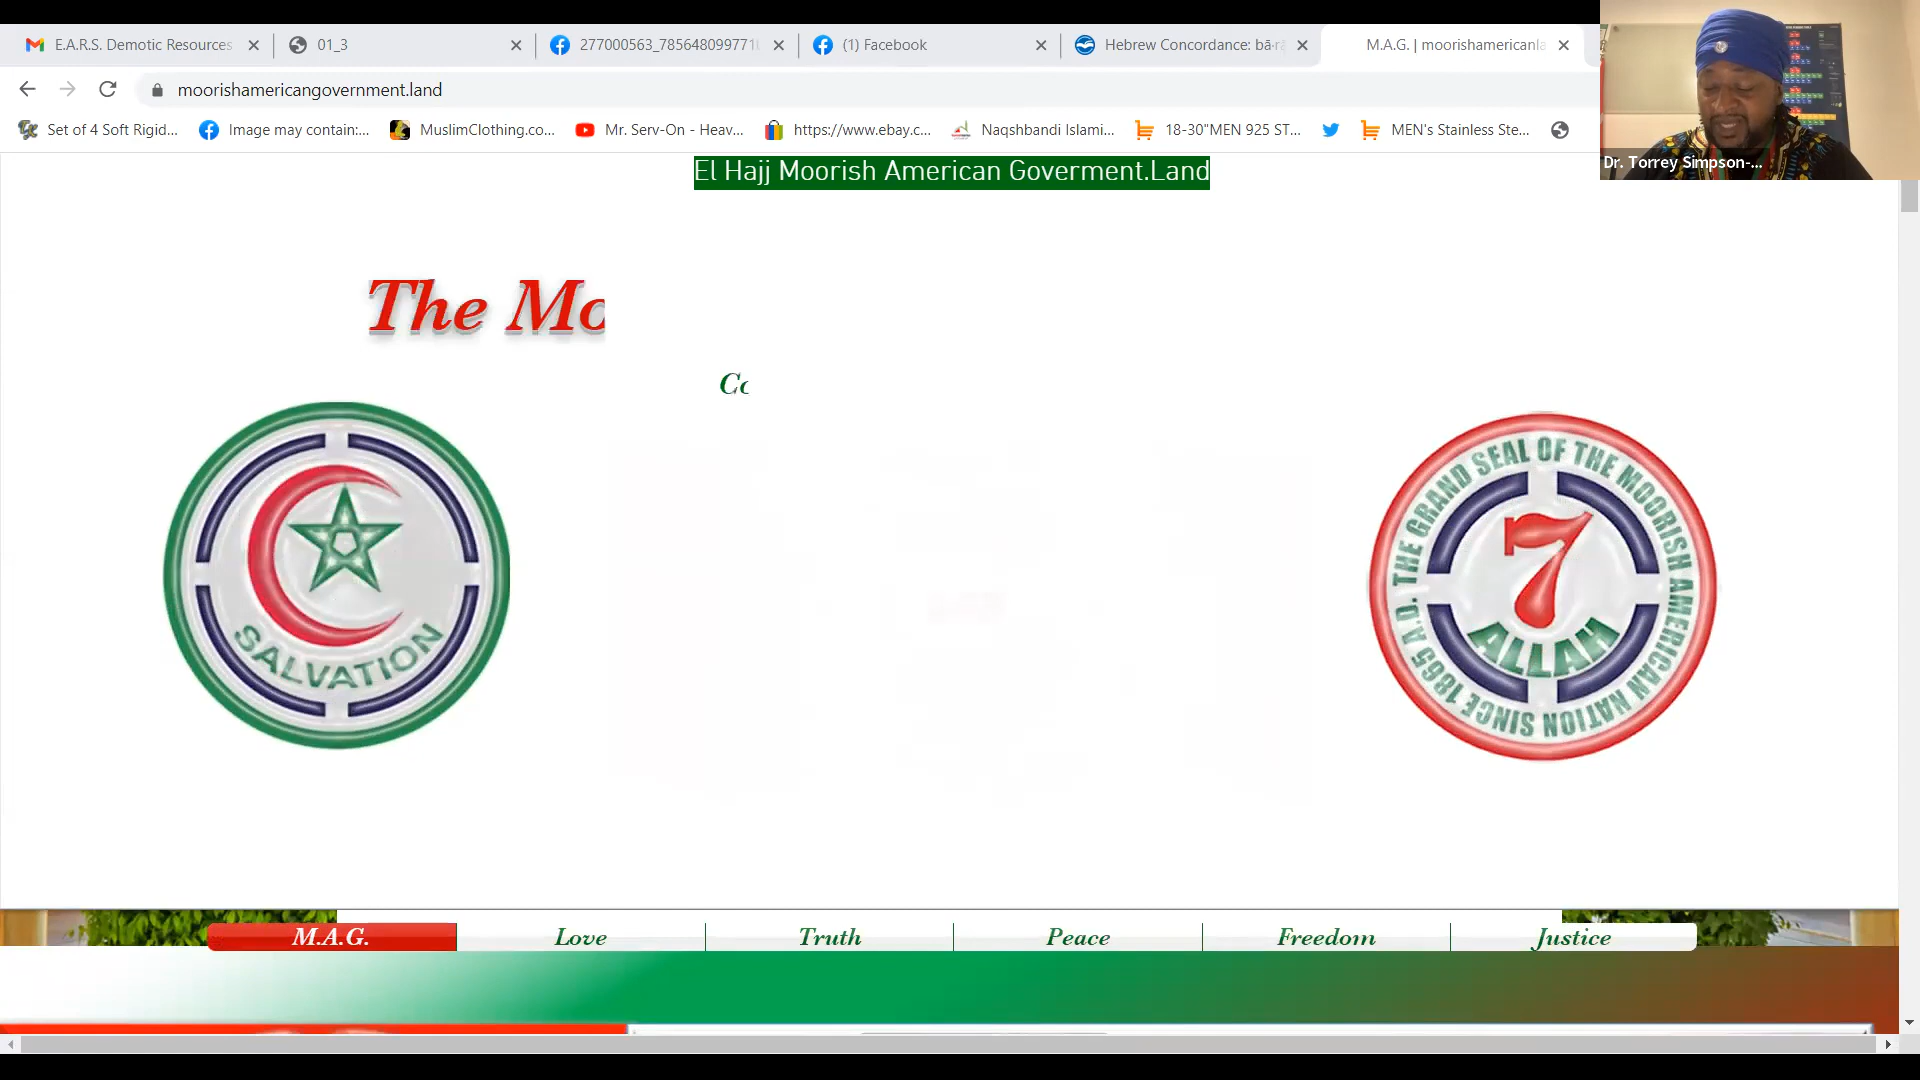 E.A.R.S. Demotic Resources
01_3
277000563_785648099771
(1) Facebook
Hebrew Concordance: bā·r
M.A.G. | moorishamericanla
moorishamericangovernment.land
Set of 4 Soft Rigid...
Image may contain:...
MuslimClothing.co...
Mr. Serv-On - Heav...
https://www.ebay.c...
Naqshbandi Islami...
18-30"MEN 925 ST...
MEN's Stainless Ste...
Dr. Torrey Simpson-...
El Hajj Moorish American Goverment.Land
The Mo
Co
SALVATION
THE GRAND SEAL OF THE MOORISH AMERICAN NATION SINCE 1865 A.D.
7
ALLAH
M.A.G.
Love
Truth
Peace
Freedom
Justice